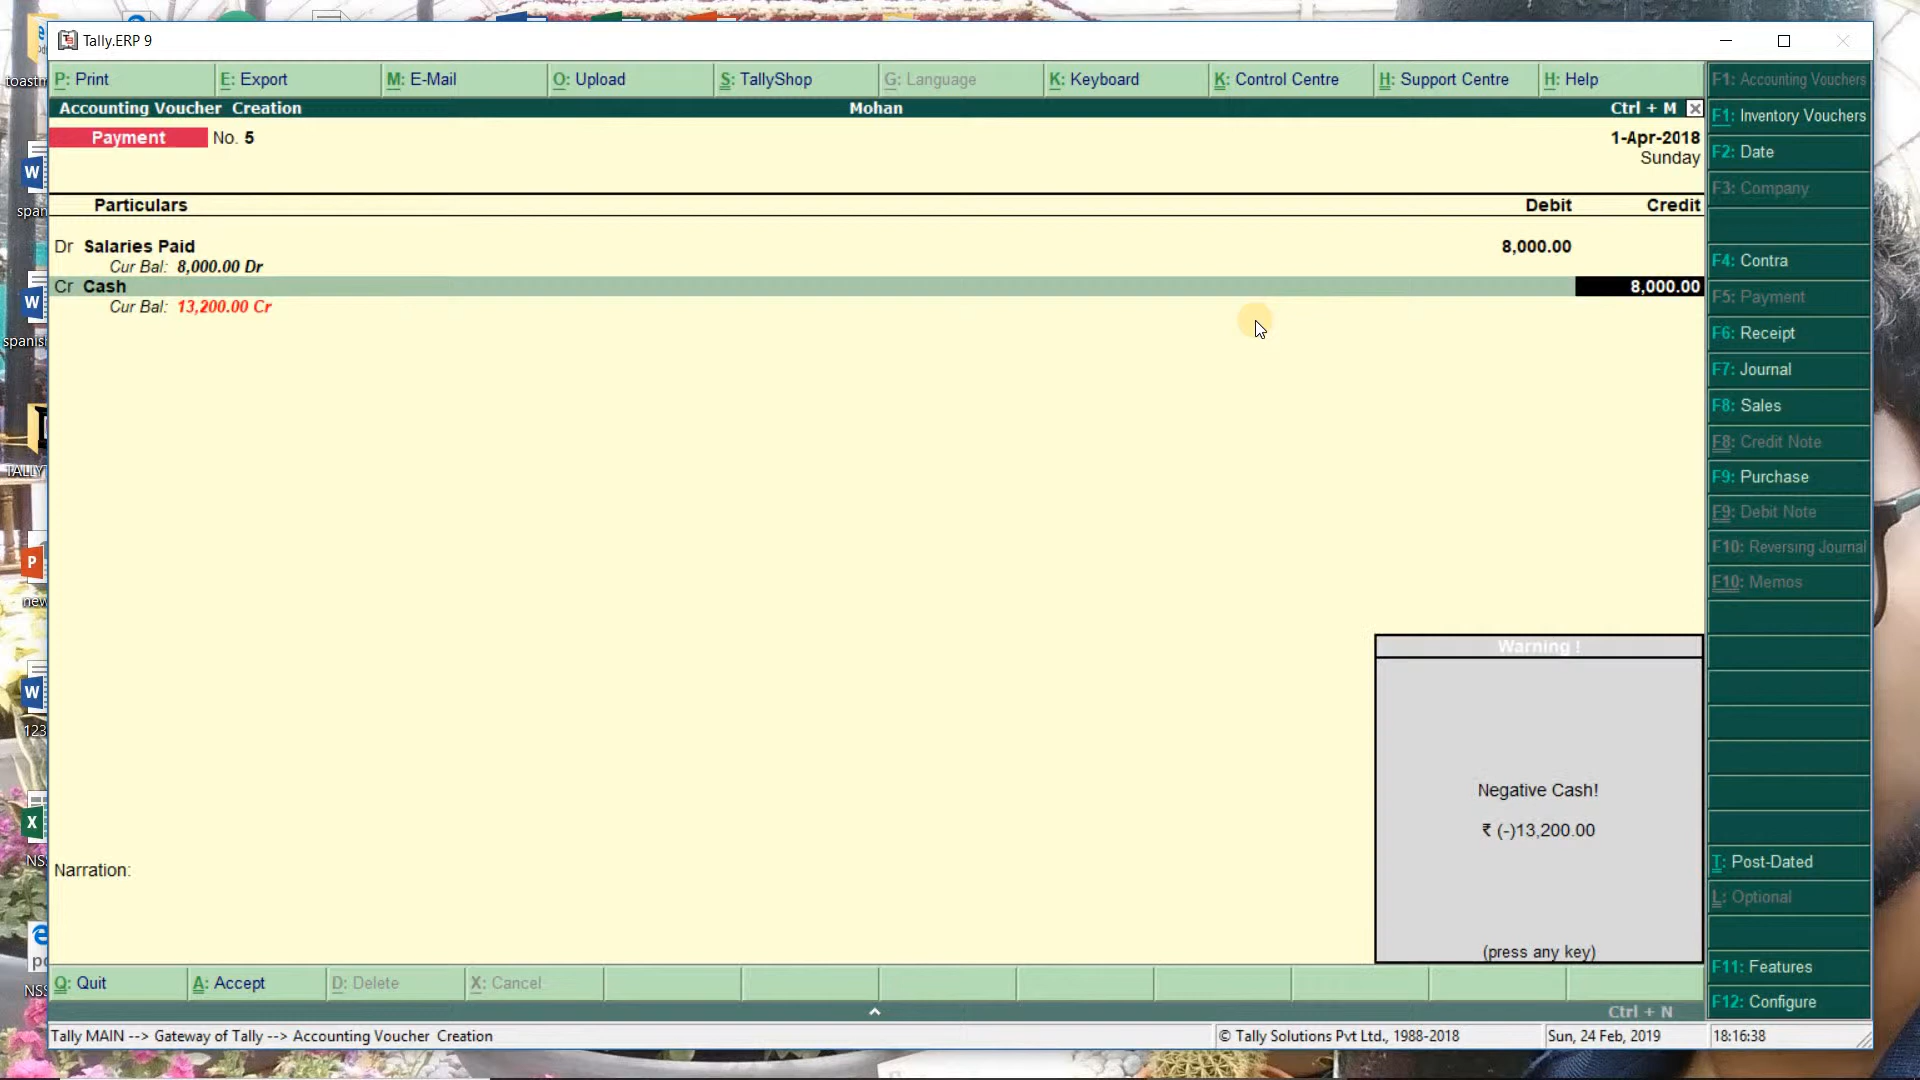 Tally.ERP 9
P: Print E: Export M: E-Mail O: Upload S: TallyShop G: Language K: Keyboard K: Control Centre H: Support Centre H: Help
Accounting Voucher Creation Mohan Ctrl + M
Payment No. 5 1-Apr-2018
Sunday
Particulars Debit Credit
Dr Salaries Paid 8,000.00
Cur Bal: 8,000.00 Dr
Cr Cash 8,000.00
Cur Bal: 13,200.00 Cr
Warning !
Negative Cash!
₹ (-)13,200.00
(press any key)
Narration:
Q: Quit A: Accept D: Delete X: Cancel
Ctrl + N
Tally MAIN --> Gateway of Tally --> Accounting Voucher Creation © Tally Solutions Pvt Ltd., 1988-2018 Sun, 24 Feb, 2019 18:16:38
F1: Accounting Vouchers
F1: Inventory Vouchers
F2: Date
F3: Company
F4: Contra
F5: Payment
F6: Receipt
F7: Journal
F8: Sales
F8: Credit Note
F9: Purchase
F9: Debit Note
F10: Reversing Journal
F10: Memos
T: Post-Dated
L: Optional
F11: Features
F12: Configure
W
W
P
W
123
X